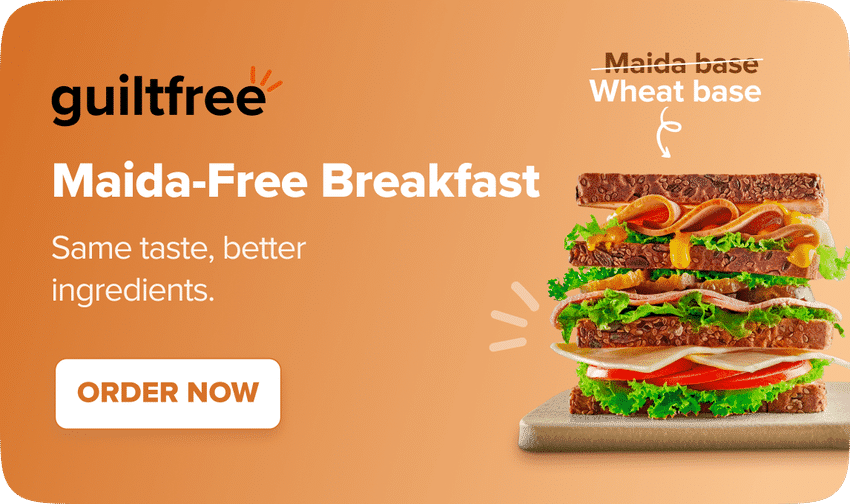 guiltfree
Maida-Free Breakfast
Same taste, better
ingredients.
ORDER NOW
Maida base
Wheat base